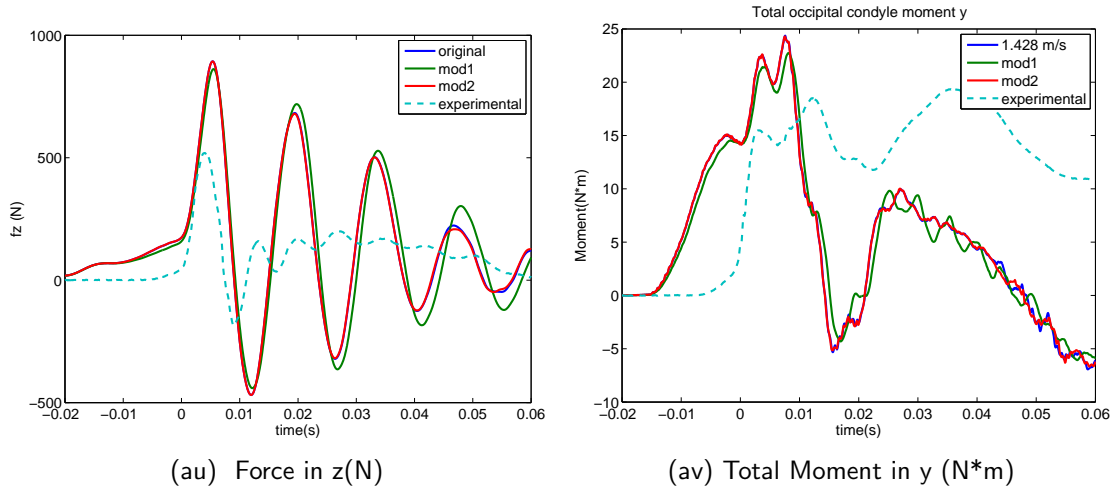 1000
500
0
−500
−0.02 −0.01 0 0.01 0.02 0.03 0.04 0.05 0.06
time(s)
fz (N)
original
mod1
mod2
experimental
(au) Force in z(N)
Total occipital condyle moment y
25
20
15
10
5
0
−5
−10
−0.02 −0.01 0 0.01 0.02 0.03 0.04 0.05 0.06
time(s)
Moment(N*m)
1.428 m/s
mod1
mod2
experimental
(av) Total Moment in y (N*m)